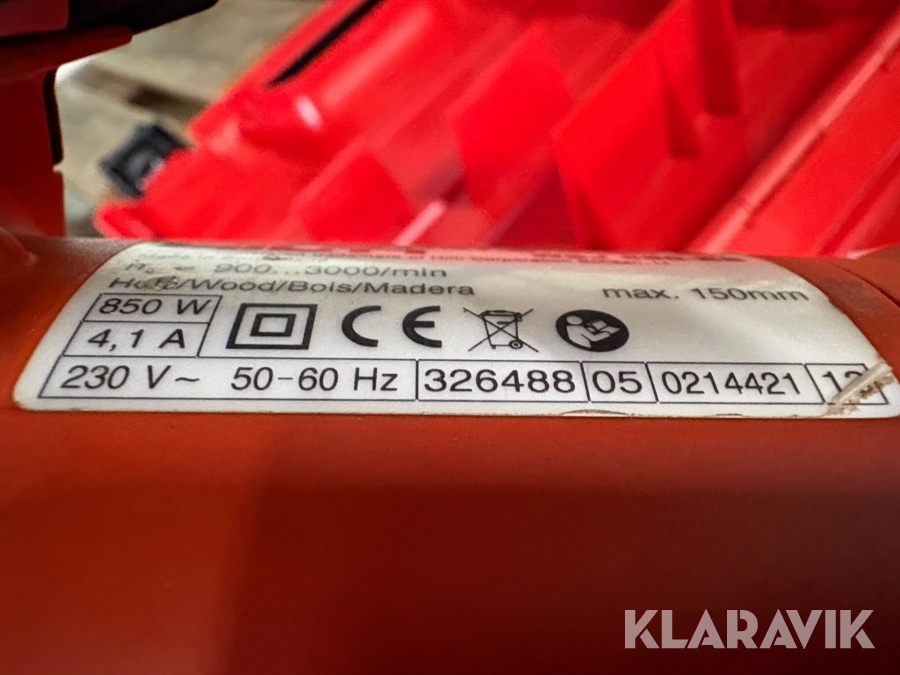 900...3000/min
/Wood/Bois/Madera
max. 150mm
850 W
4,1 A
230 V~ 50-60 Hz 326488 05 0214421
CE
KLARAVIK